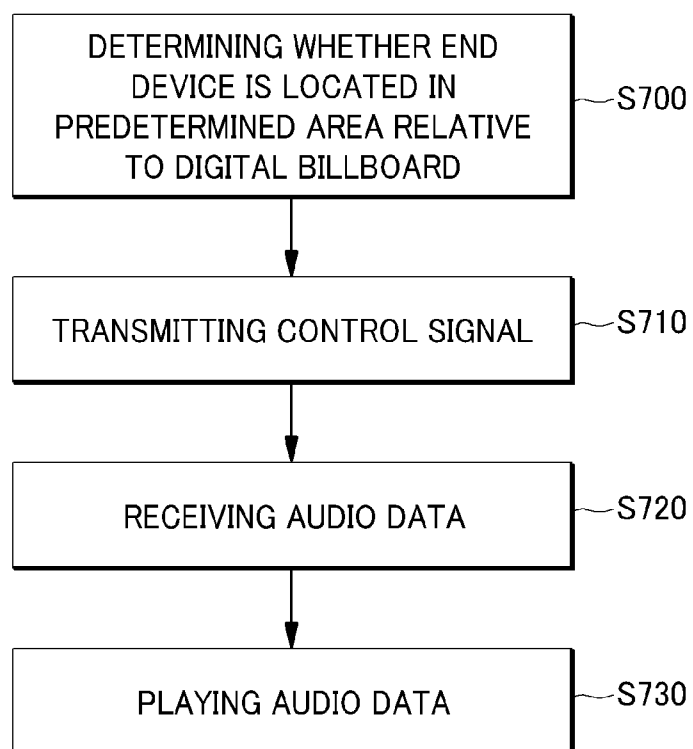 DETERMINING WHETHER END
DEVICE IS LOCATED IN
PREDETERMINED AREA RELATIVE
TO DIGITAL BILLBOARD
S700
TRANSMITTING CONTROL SIGNAL
S710
RECEIVING AUDIO DATA
S720
PLAYING AUDIO DATA
S730